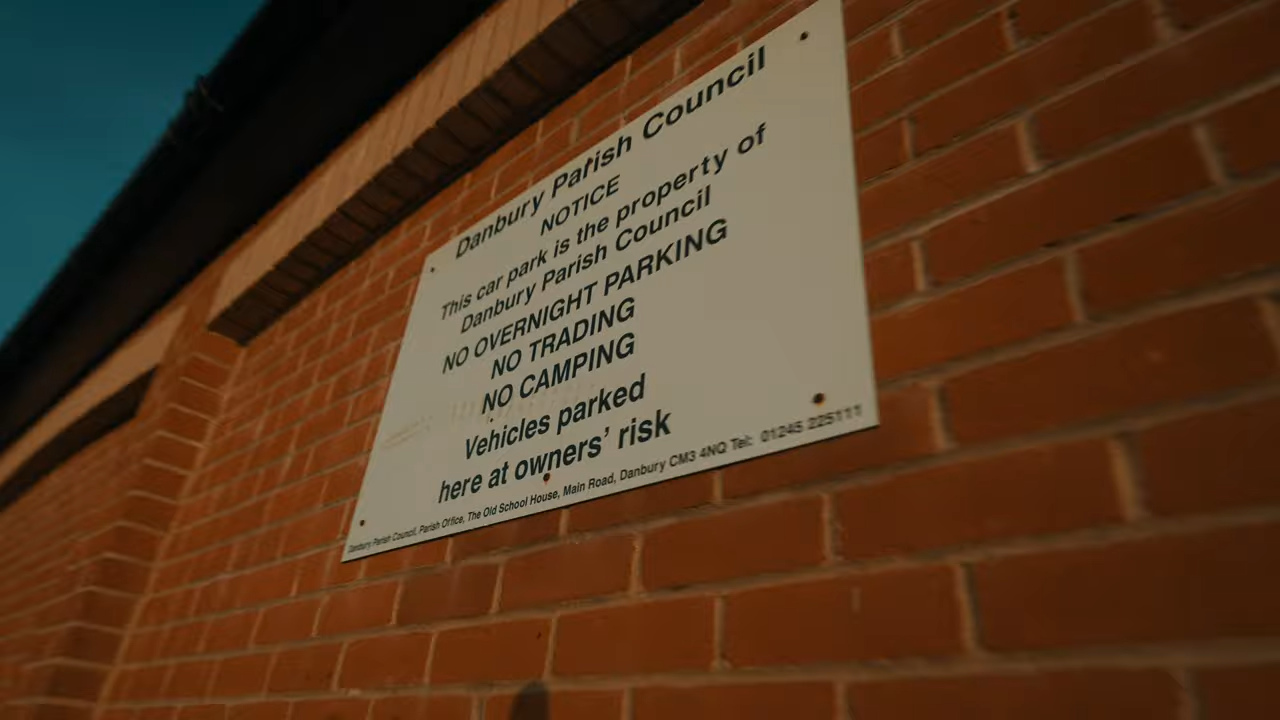 Danbury Parish Council
NOTICE
This car park is the property of
Danbury Parish Council
NO OVERNIGHT PARKING
NO TRADING
NO CAMPING
Vehicles parked
here at owners' risk
Danbury Parish Council, Parish Office, The Old School House, Main Road, Danbury CM3 4NQ Tel: 01245 225111